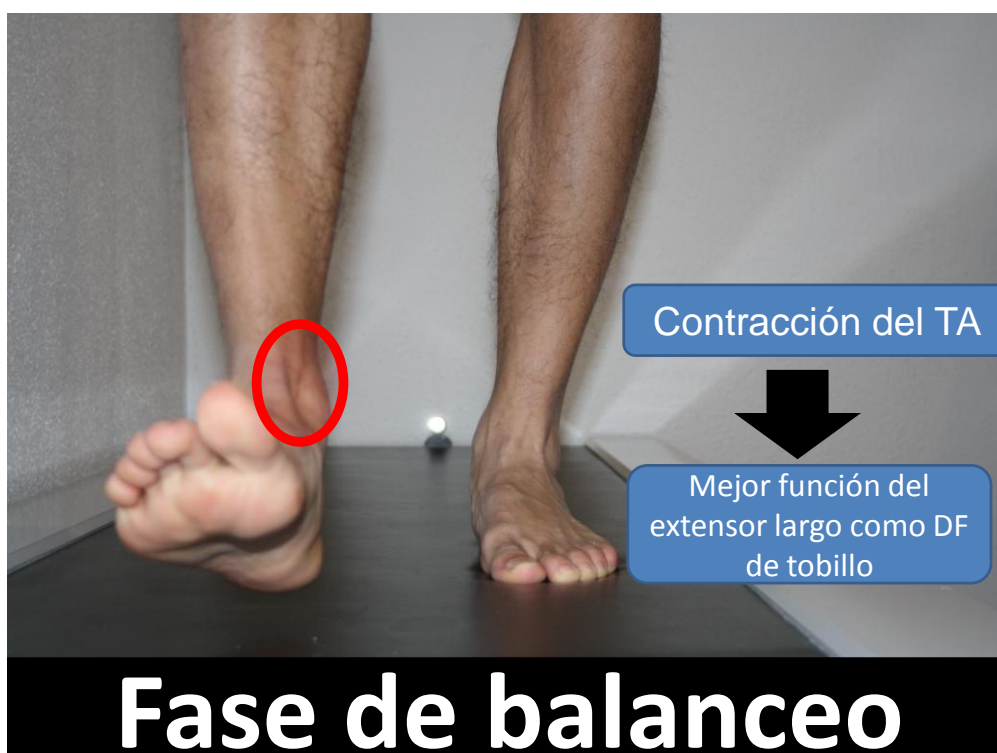 Contracción del TA
Mejor función del
extensor largo como DF
de tobillo
Fase de balanceo